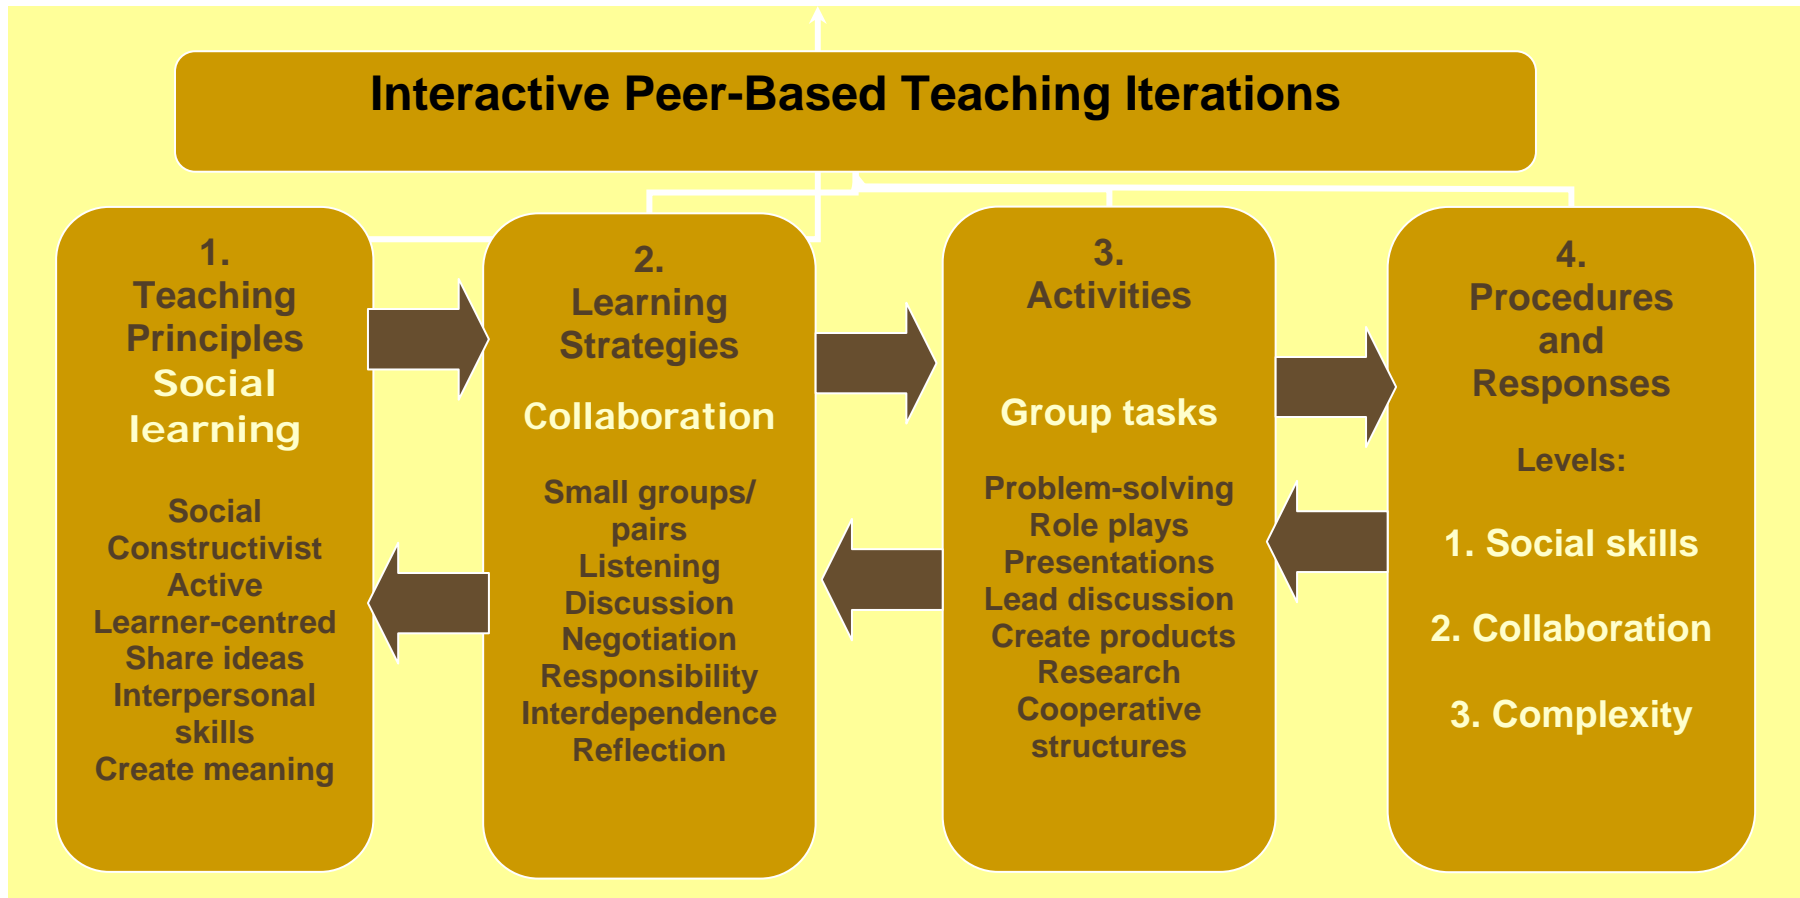 Interactive Peer-Based Teaching Iterations
1.
Teaching
Principles
Social
learning
Social
Constructivist
Active
Learner-centred
Share ideas
Interpersonal
skills
Create meaning
2.
Learning
Strategies
Collaboration
Small groups/
pairs
Listening
Discussion
Negotiation
Responsibility
Interdependence
Reflection
3.
Activities
Group tasks
Problem-solving
Role plays
Presentations
Lead discussion
Create products
Research
Cooperative
structures
4.
Procedures
and
Responses
Levels:
1. Social skills
2. Collaboration
3. Complexity